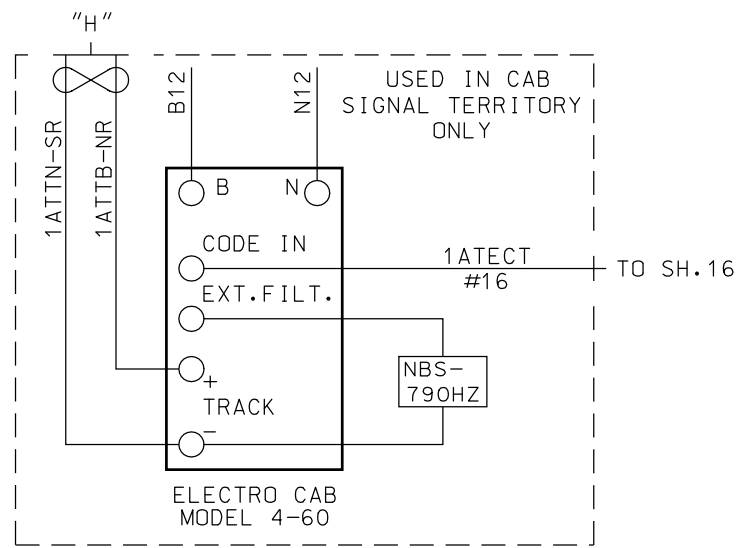 "H"
USED IN CAB
SIGNAL TERRITORY
ONLY
B12
N12
1ATTN-SR
1ATTB-NR
B
N
CODE IN
1ATECT
#16
TO SH.16
EXT.FILT.
NBS-
790HZ
+
TRACK
-
ELECTRO CAB
MODEL 4-60